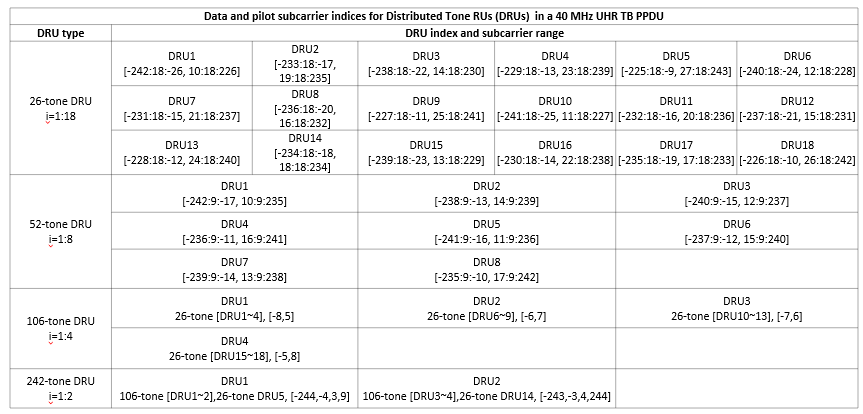 Data and pilot subcarrier indices for Distributed Tone RUs (DRUs) in a 40 MHz UHR TB PPDU
DRU type
DRU index and subcarrier range
26-tone DRU
i=1:18
DRU1
[-242:18:-26, 10:18:226]
DRU2
[-233:18:-17,
19:18:235]
DRU3
[-238:18:-22, 14:18:230]
DRU4
[-229:18:-13, 23:18:239]
DRU5
[-225:18:-9, 27:18:243]
DRU6
[-240:18:-24, 12:18:228]
DRU7
[-231:18:-15, 21:18:237]
DRU8
[-236:18:-20,
16:18:232]
DRU9
[-227:18:-11, 25:18:241]
DRU10
[-241:18:-25, 11:18:227]
DRU11
[-232:18:-16, 20:18:236]
DRU12
[-237:18:-21, 15:18:231]
DRU13
[-228:18:-12, 24:18:240]
DRU14
[-234:18:-18,
18:18:234]
DRU15
[-239:18:-23, 13:18:229]
DRU16
[-230:18:-14, 22:18:238]
DRU17
[-235:18:-19, 17:18:233]
DRU18
[-226:18:-10, 26:18:242]
52-tone DRU
i=1:8
DRU1
[-242:9:-17, 10:9:235]
DRU2
[-238:9:-13, 14:9:239]
DRU3
[-240:9:-15, 12:9:237]
DRU4
[-236:9:-11, 16:9:241]
DRU5
[-241:9:-16, 11:9:236]
DRU6
[-237:9:-12, 15:9:240]
DRU7
[-239:9:-14, 13:9:238]
DRU8
[-235:9:-10, 17:9:242]
106-tone DRU
i=1:4
DRU1
26-tone [DRU1~4], [-8,5]
DRU2
26-tone [DRU6~9], [-6,7]
DRU3
26-tone [DRU10~13], [-7,6]
DRU4
26-tone [DRU15~18], [-5,8]
242-tone DRU
i=1:2
DRU1
106-tone [DRU1~2],26-tone DRU5, [-244,-4,3,9]
DRU2
106-tone [DRU3~4],26-tone DRU14, [-243,-3,4,244]